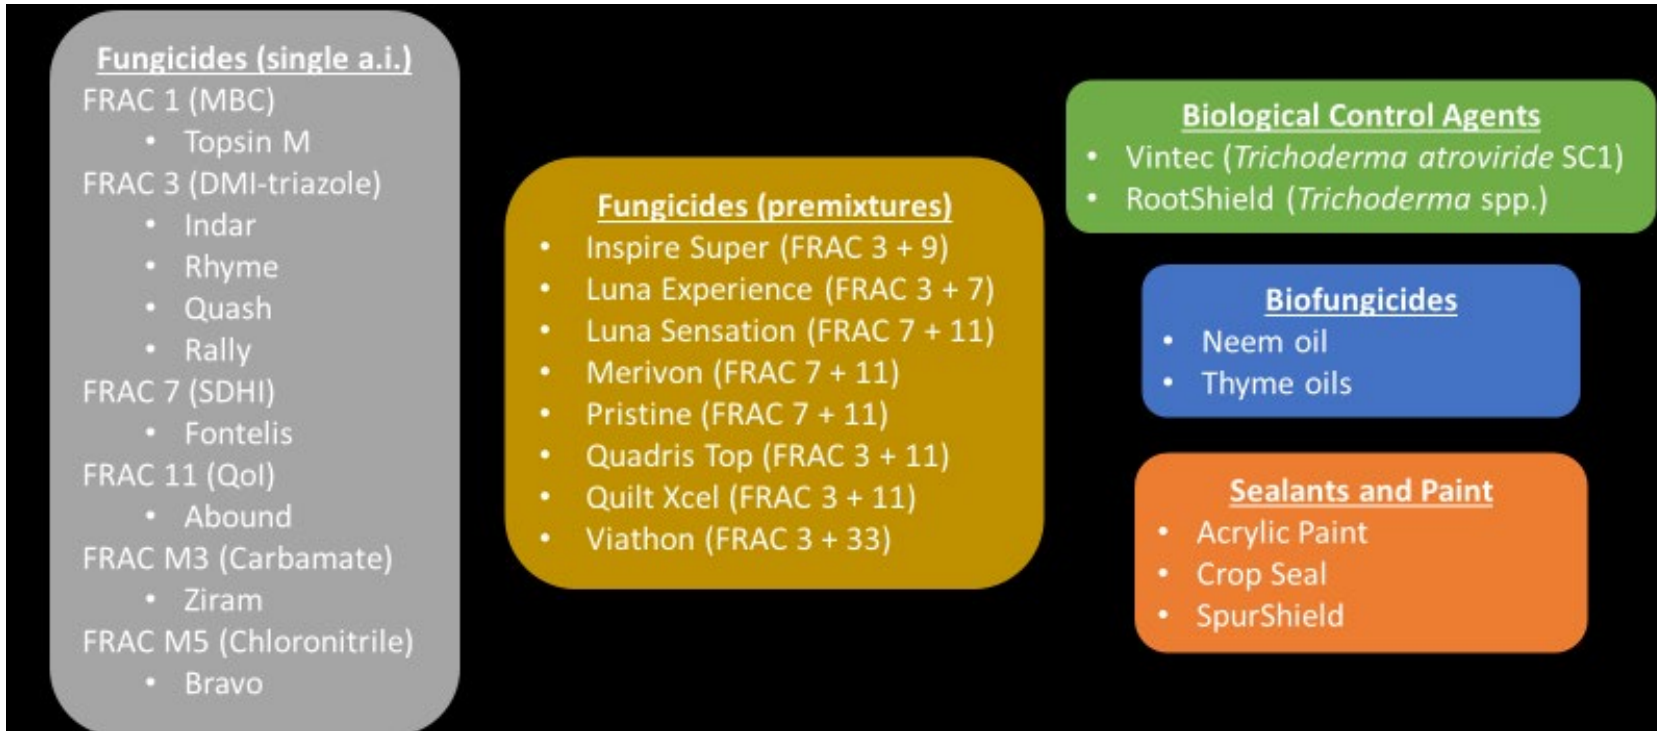 Fungicides (single a.i.)
FRAC 1 (MBC)
• Topsin M
FRAC 3 (DMI-triazole)
• Indar
• Rhyme
• Quash
• Rally
FRAC 7 (SDHI)
• Fontelis
FRAC 11 (QoI)
• Abound
FRAC M3 (Carbamate)
• Ziram
FRAC M5 (Chloronitrile)
• Bravo
Fungicides (premixtures)
• Inspire Super (FRAC 3 + 9)
• Luna Experience (FRAC 3 + 7)
• Luna Sensation (FRAC 7 + 11)
• Merivon (FRAC 7 + 11)
• Pristine (FRAC 7 + 11)
• Quadris Top (FRAC 3 + 11)
• Quilt Xcel (FRAC 3 + 11)
• Viathon (FRAC 3 + 33)
Biological Control Agents
• Vintec (Trichoderma atroviride SC1)
• RootShield (Trichoderma spp.)
Biofungicides
• Neem oil
• Thyme oils
Sealants and Paint
• Acrylic Paint
• Crop Seal
• SpurShield